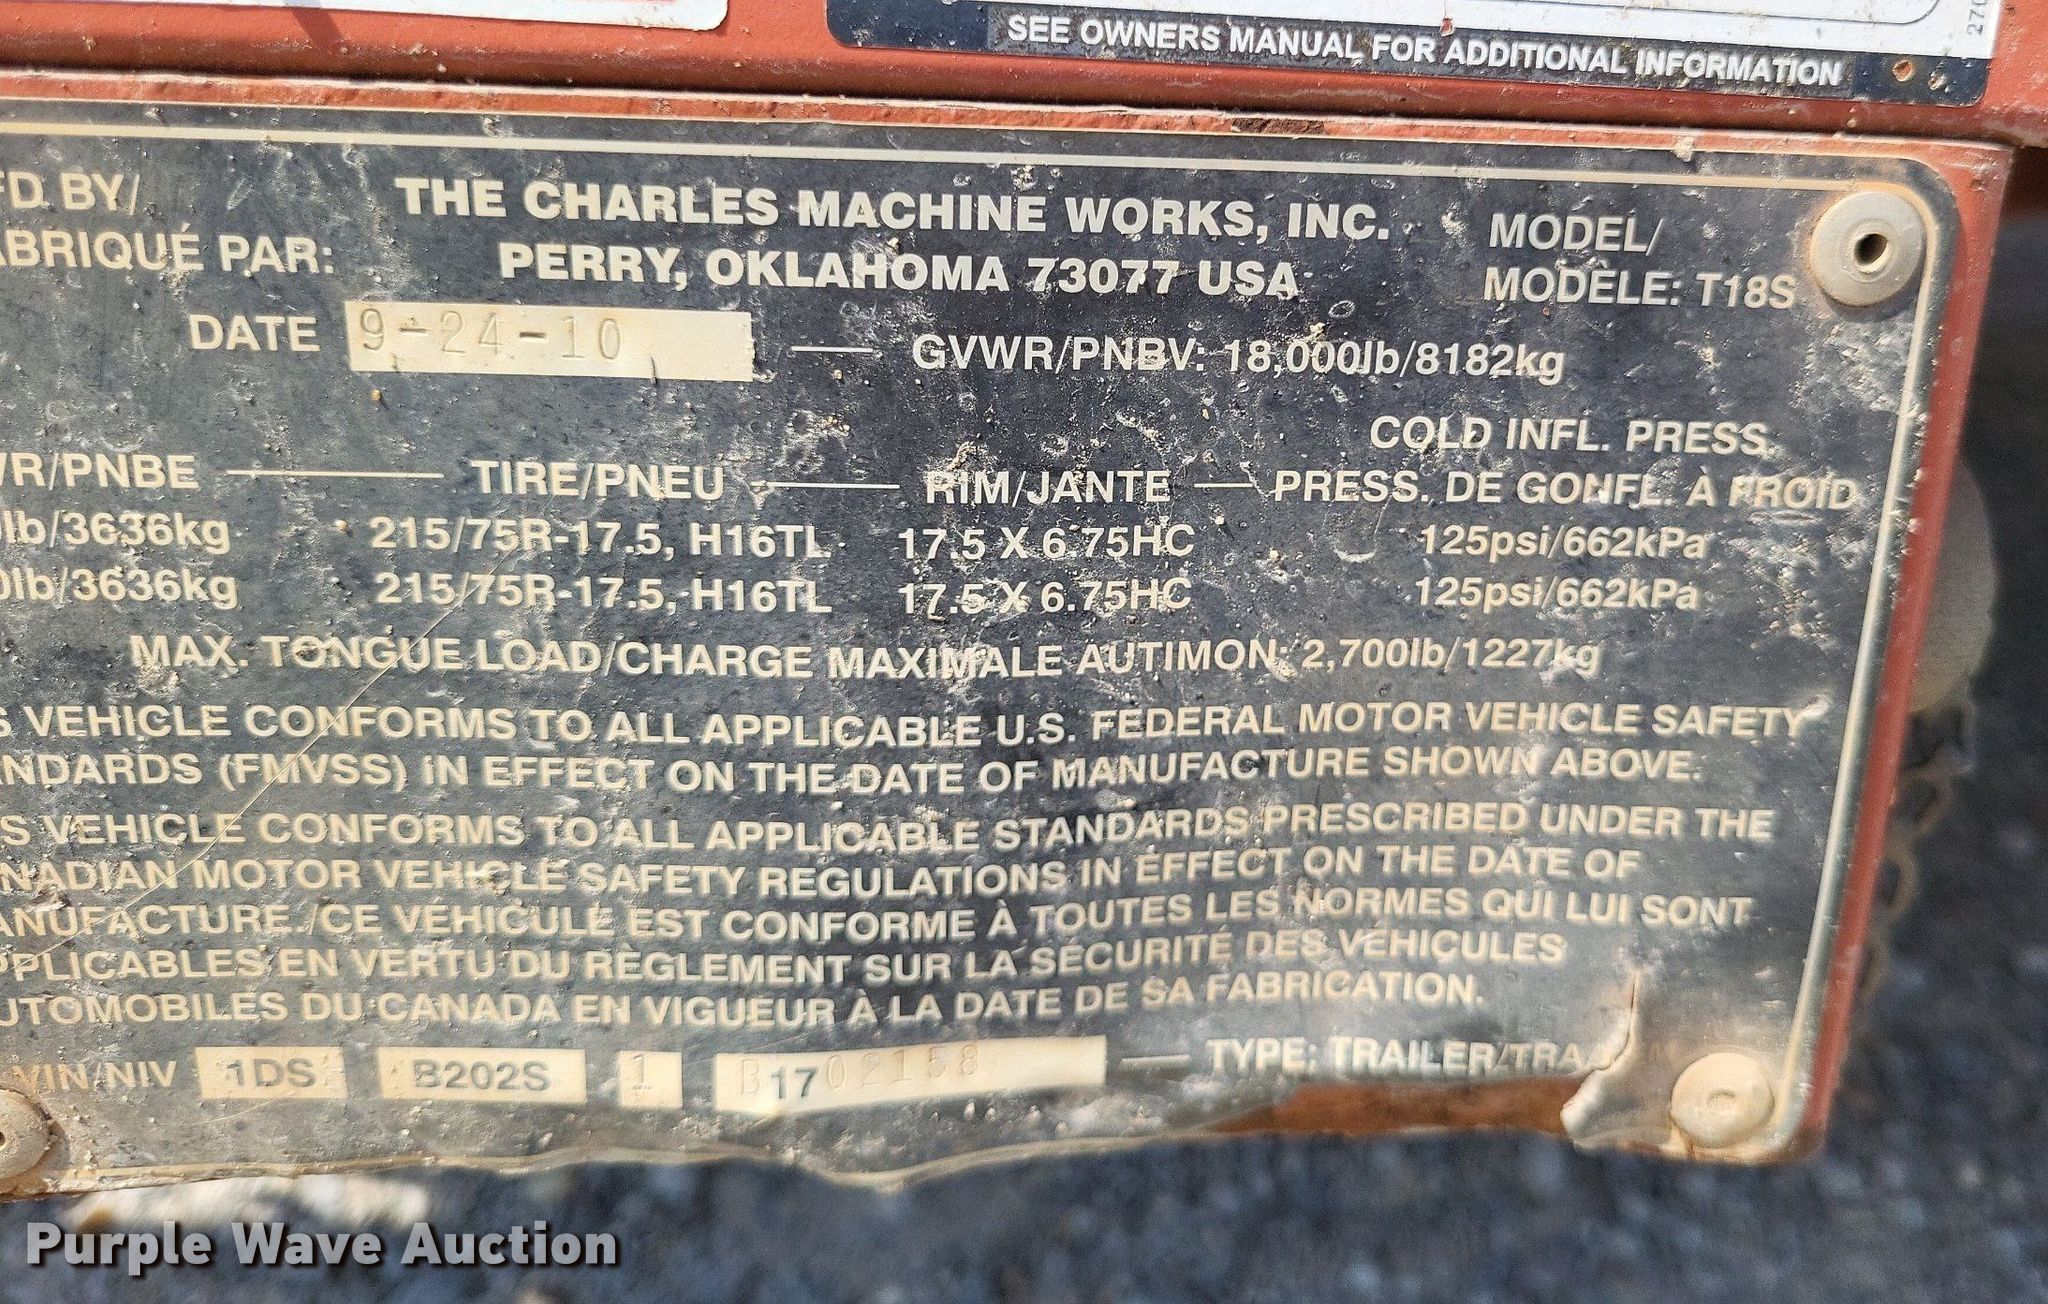 SEE OWNERS MANUAL FOR ADDITIONAL INFORMATION
270
FD BY/
ABRIQUÉ PAR:
THE CHARLES MACHINE WORKS, INC.
PERRY, OKLAHOMA 73077 USA
MODEL/
MODÈLE: T18S
DATE 9-24-10 — GVWR/PNBV: 18,000lb/8182kg
COLD INFL. PRESS.
WR/PNBE — TIRE/PNEU — RIM/JANTE — PRESS. DE GONFL. À FROID
lb/3636kg 215/75R-17.5, H16TL 17.5 X 6.75HC 125psi/662kPa
0lb/3636kg 215/75R-17.5, H16TL 17.5 X 6.75HC 125psi/662kPa
MAX. TONGUE LOAD/CHARGE MAXIMALE AUTIMON: 2,700lb/1227kg
S VEHICLE CONFORMS TO ALL APPLICABLE U.S. FEDERAL MOTOR VEHICLE SAFETY
ANDARDS (FMVSS) IN EFFECT ON THE DATE OF MANUFACTURE SHOWN ABOVE.
IS VEHICLE CONFORMS TO ALL APPLICABLE STANDARDS PRESCRIBED UNDER THE
NADIAN MOTOR VEHICLE SAFETY REGULATIONS IN EFFECT ON THE DATE OF
ANUFACTURE./CE VÉHICULE EST CONFORME À TOUTES LES NORMES QUI LUI SONT
PPLICABLES EN VERTU DU RÈGLEMENT SUR LA SÉCURITÉ DES VÉHICULES
UTOMOBILES DU CANADA EN VIGUEUR À LA DATE DE SA FABRICATION.
VIN/NIV 1DS B202S 1 B1702158 — TYPE: TRAILER/TRA
Purple Wave Auction